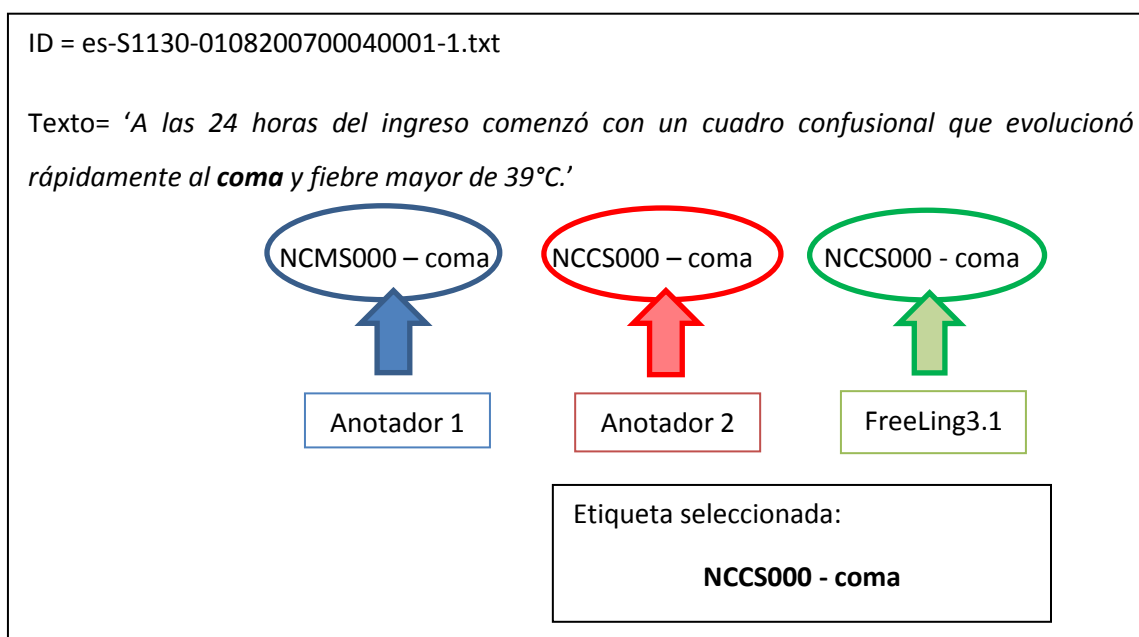 ID = es-S1130-0108200700040001-1.txt
Texto= ‘A las 24 horas del ingreso comenzó con un cuadro confusional que evolucionó
rápidamente al coma y fiebre mayor de 39°C.’
NCMS000 – coma NCCS000 – coma NCCS000 - coma
Anotador 1 Anotador 2 FreeLing3.1
Etiqueta seleccionada:
NCCS000 - coma